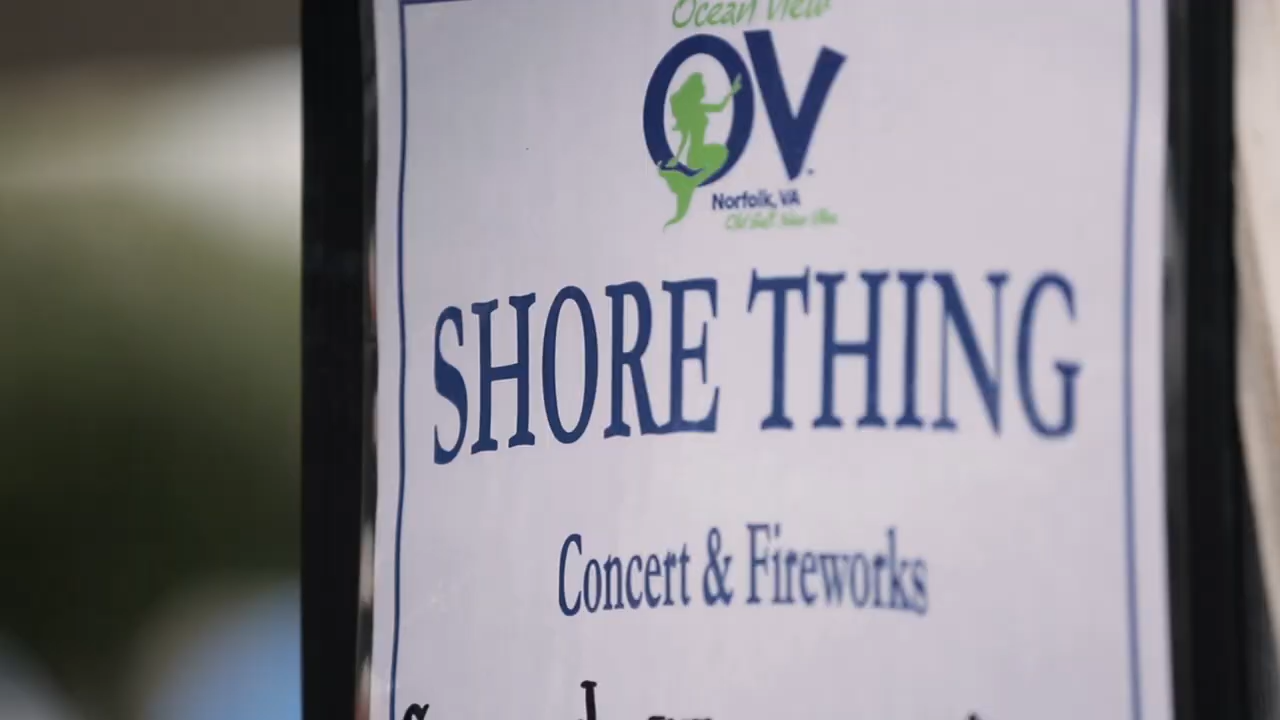 Ocean View
OV
Norfolk, VA
SHORE THING
Concert & Fireworks